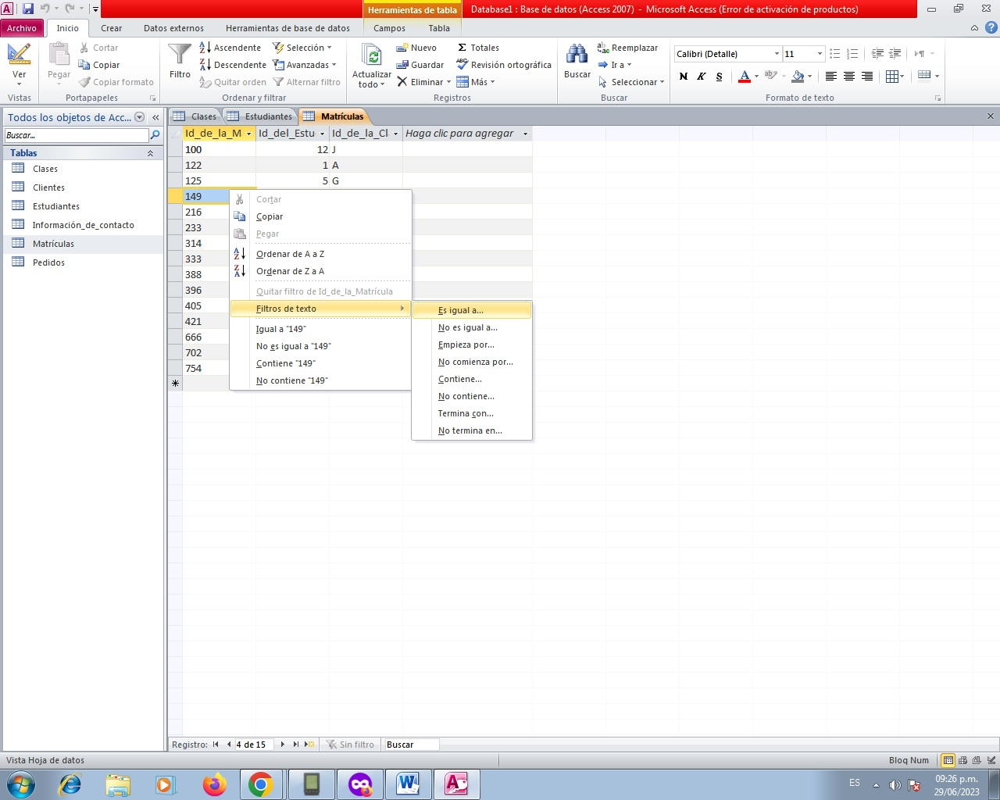 Herramientas de tabla
Database1 : Base de datos (Access 2007) - Microsoft Access (Error de activación de productos)
Archivo
Inicio
Crear
Datos externos
Herramientas de base de datos
Campos
Tabla
Ver
Vistas
Pegar
Cortar
Copiar
Copiar formato
Portapapeles
Filtro
Ascendente
Descendente
Quitar orden
Selección
Avanzadas
Alternar filtro
Ordenar y filtrar
Actualizar
todo
Nuevo
Guardar
Eliminar
Totales
Revisión ortográfica
Más
Registros
Buscar
Reemplazar
Ir a
Seleccionar
Buscar
Calibri (Detalle)
11
N K S
Formato de texto
Todos los objetos de Acc...
Buscar...
Tablas
Clases
Clientes
Estudiantes
Información_de_contacto
Matrículas
Pedidos
Clases
Estudiantes
Matrículas
Id_de_la_M
Id_del_Estu
Id_de_la_Cl
Haga clic para agregar
100 12 J
122 1 A
125 5 G
149
216
233
314
333
388
396
405
421
666
702
754
Cortar
Copiar
Pegar
Ordenar de A a Z
Ordenar de Z a A
Quitar filtro de Id_de_la_Matrícula
Filtros de texto
Igual a "149"
No es igual a "149"
Contiene "149"
No contiene "149"
Es igual a...
No es igual a...
Empieza por...
No comienza por...
Contiene...
No contiene...
Termina con...
No termina en...
Registro:
4 de 15
Sin filtro
Buscar
Vista Hoja de datos
Bloq Num
ES
09:26 p.m.
29/06/2023